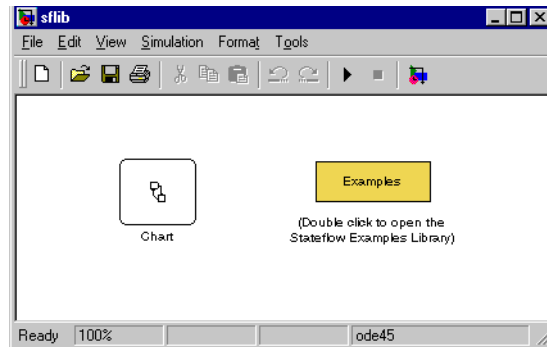 sflib
File Edit View Simulation Format Tools
Examples
Chart
(Double click to open the
Stateflow Examples Library)
Ready 100% ode45